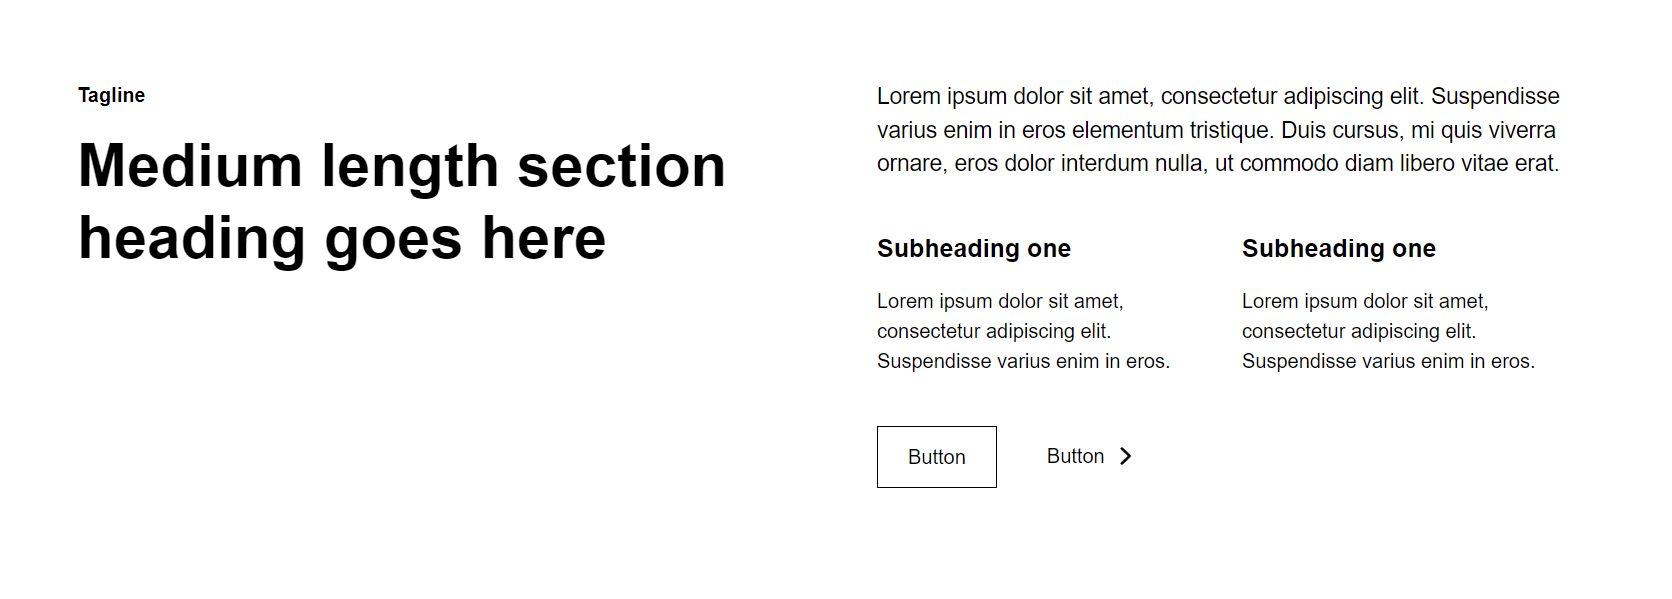 Tagline
Medium length section
heading goes here
Lorem ipsum dolor sit amet, consectetur adipiscing elit. Suspendisse
varius enim in eros elementum tristique. Duis cursus, mi quis viverra
ornare, eros dolor interdum nulla, ut commodo diam libero vitae erat.
Subheading one
Lorem ipsum dolor sit amet,
consectetur adipiscing elit.
Suspendisse varius enim in eros.
Subheading one
Lorem ipsum dolor sit amet,
consectetur adipiscing elit.
Suspendisse varius enim in eros.
Button
Button